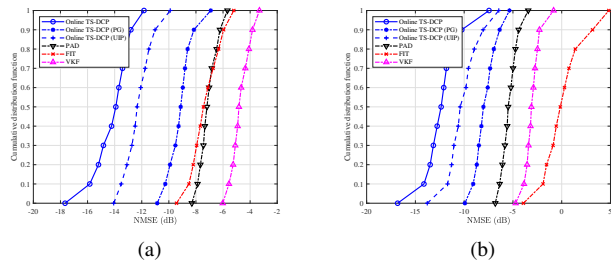 Online TS-DCP
Online TS-DCP (PG)
Online TS-DCP (UIP)
PAD
FIT
VKF
Cumulative distribution function
1
0.9
0.8
0.7
0.6
0.5
0.4
0.3
0.2
0.1
0
-20 -18 -16 -14 -12 -10 -8 -6 -4 -2
NMSE (dB)
(a)
Online TS-DCP
Online TS-DCP (PG)
Online TS-DCP (UIP)
PAD
FIT
VKF
Cumulative distribution function
1
0.9
0.8
0.7
0.6
0.5
0.4
0.3
0.2
0.1
0
-20 -15 -10 -5 0 5
NMSE (dB)
(b)